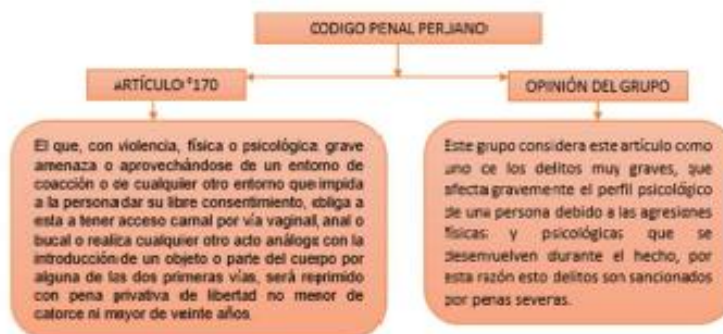 CODIGO PENAL PERUANO
ARTÍCULO °170
OPINIÓN DEL GRUPO
El que, con violencia, física o psicológica, grave
amenaza o aprovechándose de un entorno de
coacción o de cualquier otro entorno que impida
a la persona dar su libre consentimiento, obliga a
esta a tener acceso carnal por vía vaginal, anal o
bucal o realiza cualquier otro acto análogo con la
introducción de un objeto o parte del cuerpo por
alguna de las dos primeras vías, será reprimido
con pena privativa de libertad no menor de
catorce ni mayor de veinte años.
Este grupo considera este artículo como
uno de los delitos muy graves, que
afecta gravemente el perfil psicológico
de una persona debido a las agresiones
físicas y psicológicas que se
desenvuelven durante el hecho, por
esta razón esto delitos son sancionados
por penas severas.